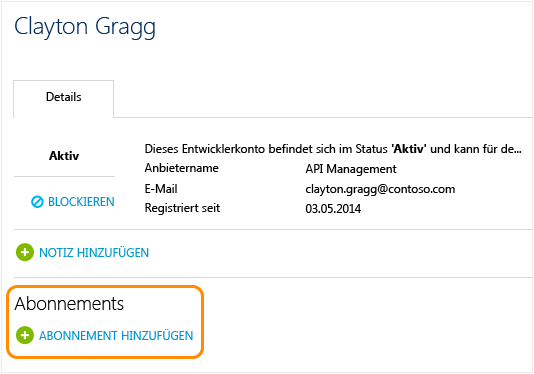 Clayton Gragg
Details
Aktiv
Dieses Entwicklerkonto befindet sich im Status 'Aktiv' und kann für de...
Anbietername API Management
E-Mail clayton.gragg@contoso.com
BLOCKIEREN
Registriert seit 03.05.2014
NOTIZ HINZUFÜGEN
Abonnements
ABONNEMENT HINZUFÜGEN